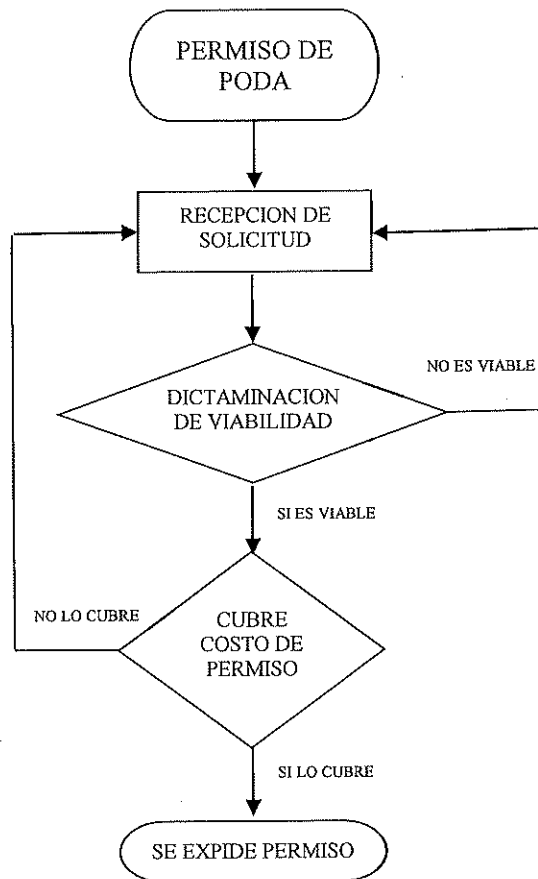 PERMISO DE
PODA
RECEPCION DE
SOLICITUD
DICTAMINACION
DE VIABILIDAD
NO ES VIABLE
SI ES VIABLE
NO LO CUBRE
CUBRE
COSTO DE
PERMISO
SI LO CUBRE
SE EXPIDE PERMISO